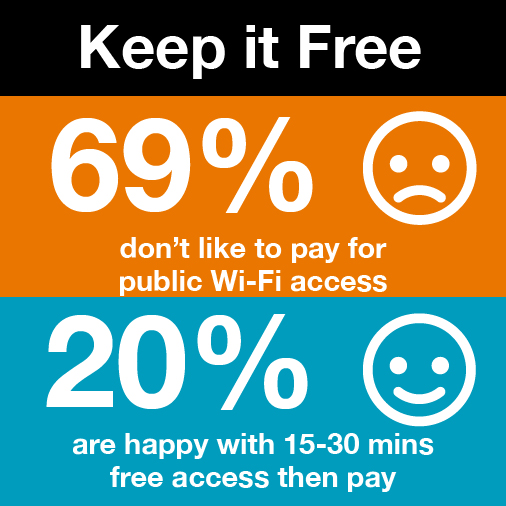 Keep it Free
69%
don’t like to pay for
public Wi-Fi access
20%
are happy with 15-30 mins
free access then pay